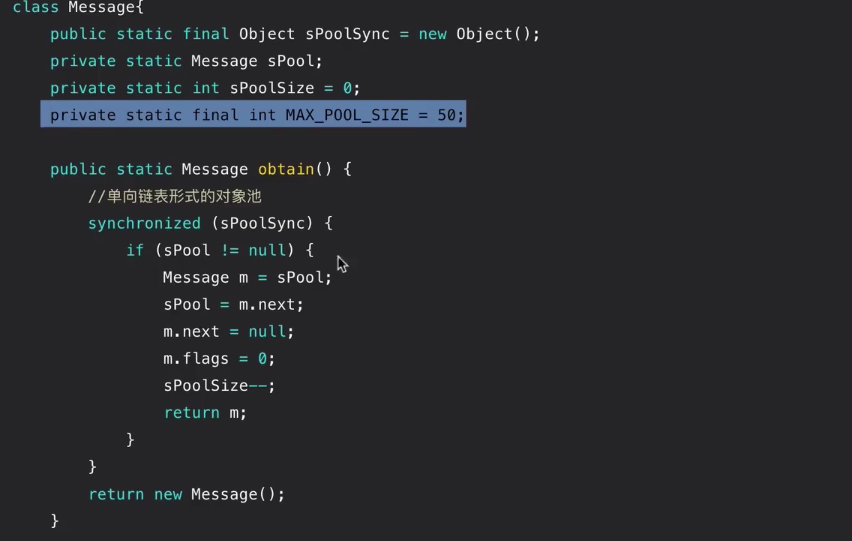 class Message{
public static final Object sPoolSync = new Object();
private static Message sPool;
private static int sPoolSize = 0;
private static final int MAX_POOL_SIZE = 50;
public static Message obtain() {
//单向链表形式的对象池
synchronized (sPoolSync) {
if (sPool != null) {
Message m = sPool;
sPool = m.next;
m.next = null;
m.flags = 0;
sPoolSize--;
return m;
}
}
return new Message();
}